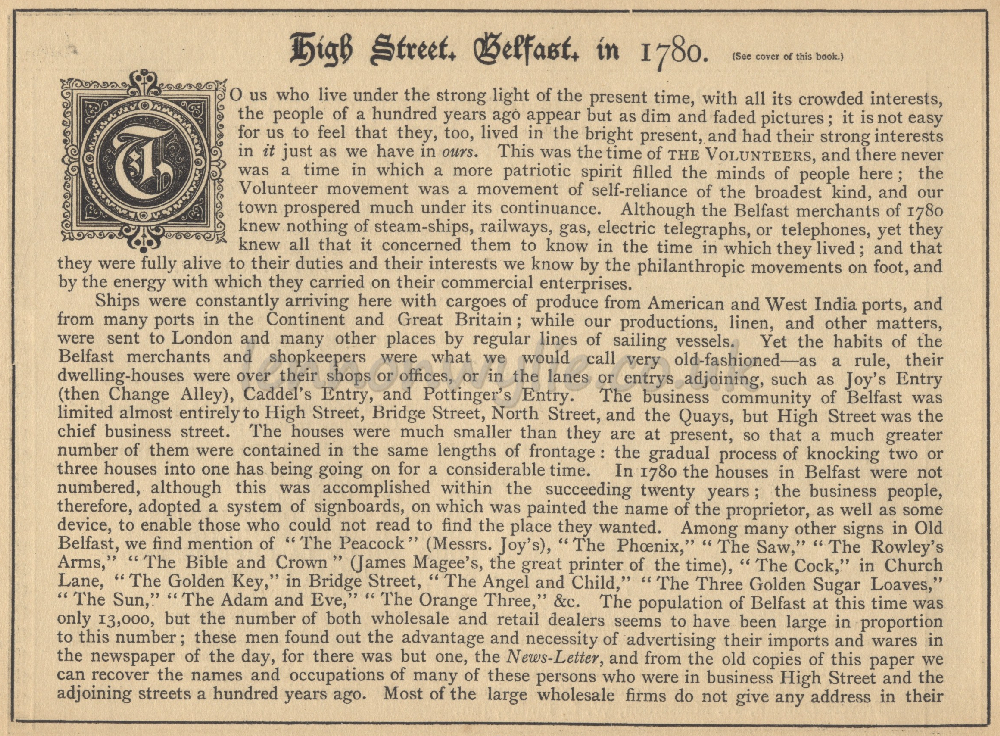 High Street, Belfast, in 1780. (See cover of this book.)
TO us who live under the strong light of the present time, with all its crowded interests,
the people of a hundred years ago appear but as dim and faded pictures; it is not easy
for us to feel that they, too, lived in the bright present, and had their strong interests
in it just as we have in ours. This was the time of THE VOLUNTEERS, and there never
was a time in which a more patriotic spirit filled the minds of people here; the
Volunteer movement was a movement of self-reliance of the broadest kind, and our
town prospered much under its continuance. Although the Belfast merchants of 1780
knew nothing of steam-ships, railways, gas, electric telegraphs, or telephones, yet they
knew all that it concerned them to know in the time in which they lived; and that
they were fully alive to their duties and their interests we know by the philanthropic movements on foot, and
by the energy with which they carried on their commercial enterprises.
Ships were constantly arriving here with cargoes of produce from American and West India ports, and
from many ports in the Continent and Great Britain; while our productions, linen, and other matters,
were sent to London and many other places by regular lines of sailing vessels. Yet the habits of the
Belfast merchants and shopkeepers were what we would call very old-fashioned—as a rule, their
dwelling-houses were over their shops or offices, or in the lanes or entrys adjoining, such as Joy's Entry
(then Change Alley), Caddel's Entry, and Pottinger's Entry. The business community of Belfast was
limited almost entirely to High Street, Bridge Street, North Street, and the Quays, but High Street was the
chief business street. The houses were much smaller than they are at present, so that a much greater
number of them were contained in the same lengths of frontage: the gradual process of knocking two or
three houses into one has being going on for a considerable time. In 1780 the houses in Belfast were not
numbered, although this was accomplished within the succeeding twenty years; the business people,
therefore, adopted a system of signboards, on which was painted the name of the proprietor, as well as some
device, to enable those who could not read to find the place they wanted. Among many other signs in Old
Belfast, we find mention of "The Peacock" (Messrs. Joy's), "The Phœnix," "The Saw," "The Rowley's
Arms," "The Bible and Crown" (James Magee's, the great printer of the time), "The Cock," in Church
Lane, "The Golden Key," in Bridge Street, "The Angel and Child," "The Three Golden Sugar Loaves,"
"The Sun," "The Adam and Eve," "The Orange Three," &c. The population of Belfast at this time was
only 13,000, but the number of both wholesale and retail dealers seems to have been large in proportion
to this number; these men found out the advantage and necessity of advertising their imports and wares in
the newspaper of the day, for there was but one, the News-Letter, and from the old copies of this paper we
can recover the names and occupations of many of these persons who were in business High Street and the
adjoining streets a hundred years ago. Most of the large wholesale firms do not give any address in their